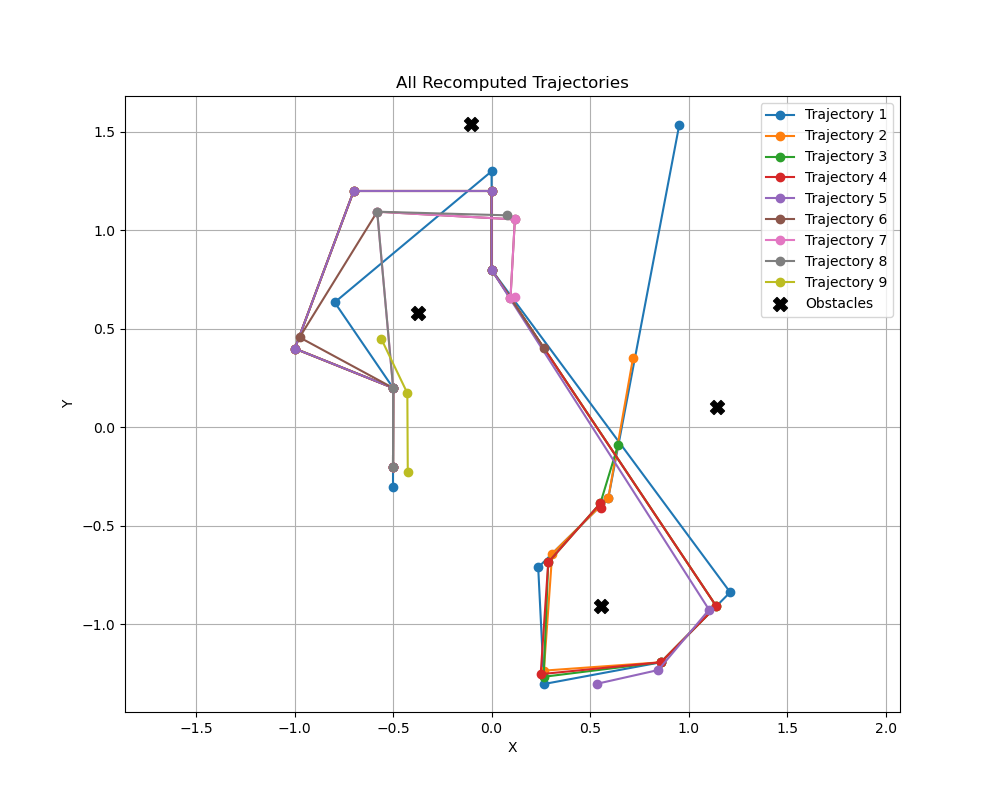 All Recomputed Trajectories
Trajectory 1
Trajectory 2
Trajectory 3
Trajectory 4
Trajectory 5
Trajectory 6
Trajectory 7
Trajectory 8
Trajectory 9
Obstacles
1.5
1.0
0.5
0.0
−0.5
−1.0
Y
−1.5 −1.0 −0.5 0.0 0.5 1.0 1.5 2.0
X